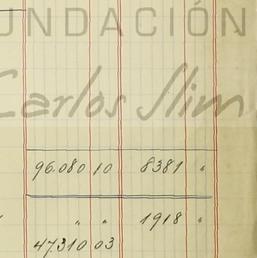 UNDACIÓN
Carlos Slim
96.080 10 8381 "
" " 1918 "
47.310 03